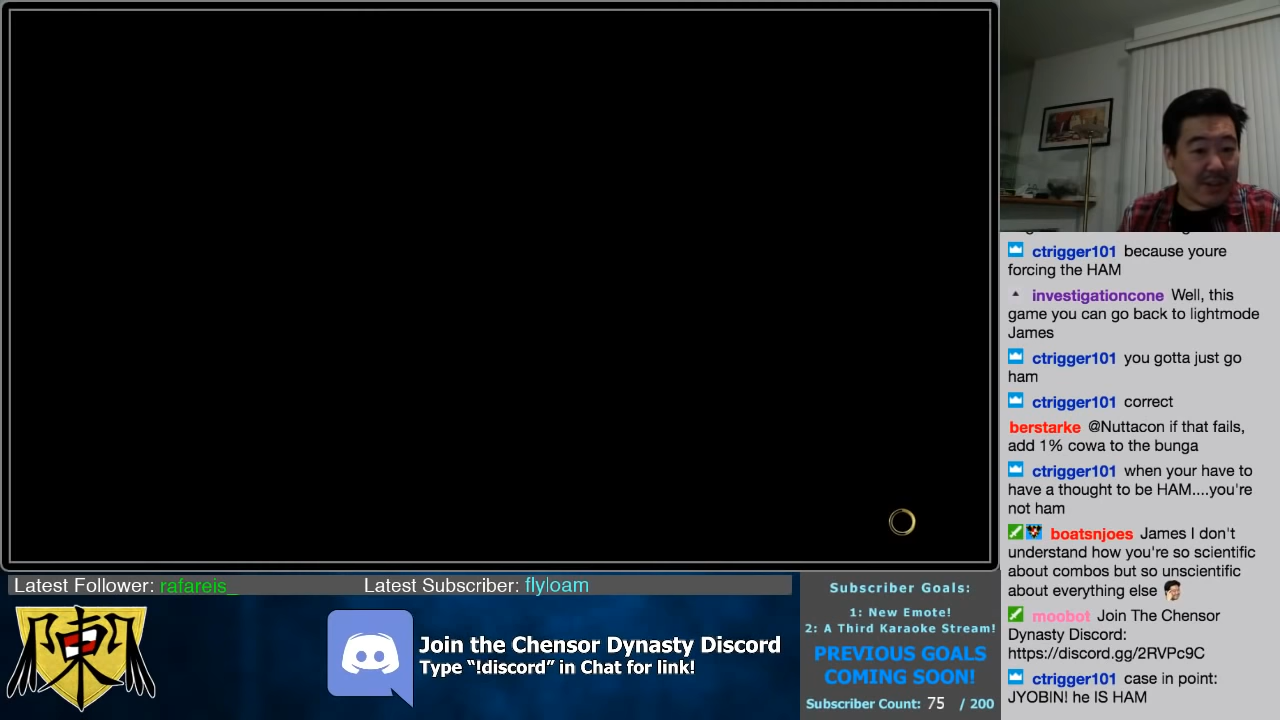 ctrigger101 because youre
forcing the HAM
investigationcone Well, this
game you can go back to lightmode
James
ctrigger101 you gotta just go
ham
ctrigger101 correct
berstarke @Nuttacon if that fails,
add 1% cowa to the bunga
ctrigger101 when your have to
have a thought to be HAM....you're
not ham
boatsnjoes James I don't
understand how you're so scientific
about combos but so unscientific
about everything else
moobot Join The Chensor
Dynasty Discord:
https://discord.gg/2RVPc9C
ctrigger101 case in point:
JYOBIN! he IS HAM
Latest Follower: rafareis_
Latest Subscriber: flyloam
Join the Chensor Dynasty Discord
Type “!discord” in Chat for link!
Subscriber Goals:
1: New Emote!
2: A Third Karaoke Stream!
PREVIOUS GOALS
COMING SOON!
Subscriber Count: 75 / 200